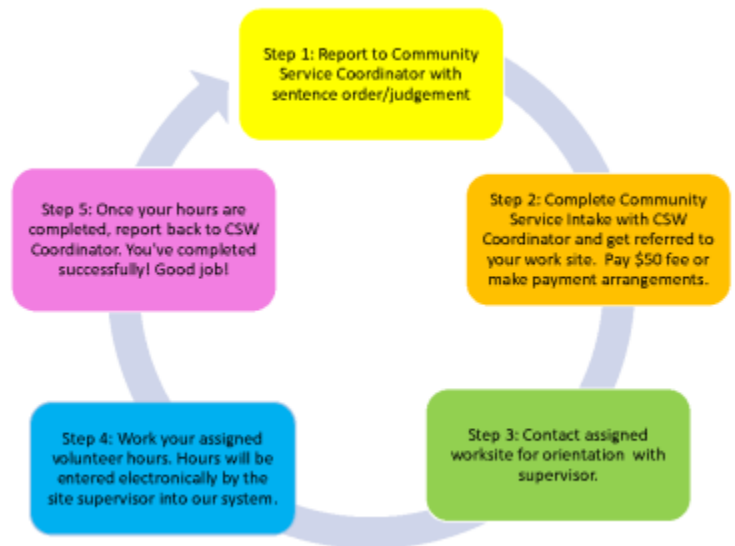 Step 1: Report to Community
Service Coordinator with
sentence order/judgement
Step 2: Complete Community
Service Intake with CSW
Coordinator and get referred to
your work site. Pay $50 fee or
make payment arrangements.
Step 3: Contact assigned
worksite for orientation with
supervisor.
Step 4: Work your assigned
volunteer hours. Hours will be
entered electronically by the
site supervisor into our system.
Step 5: Once your hours are
completed, report back to CSW
Coordinator. You've completed
successfully! Good job!